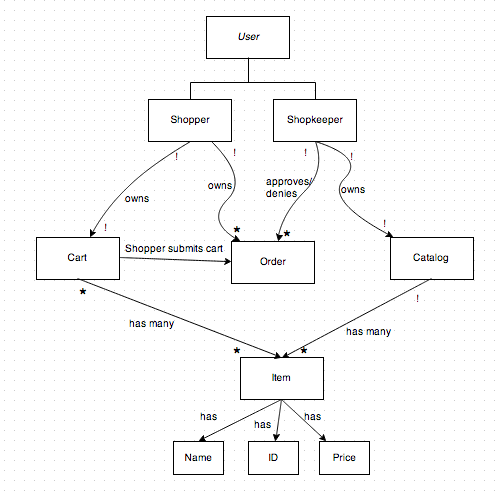 User
Shopper
Shopkeeper
! ! ! !
owns
owns
approves/
denies
owns
! * * !
Cart
Shopper submits cart
Order
Catalog
* !
has many
has many
* *
Item
has
has
has
Name
ID
Price